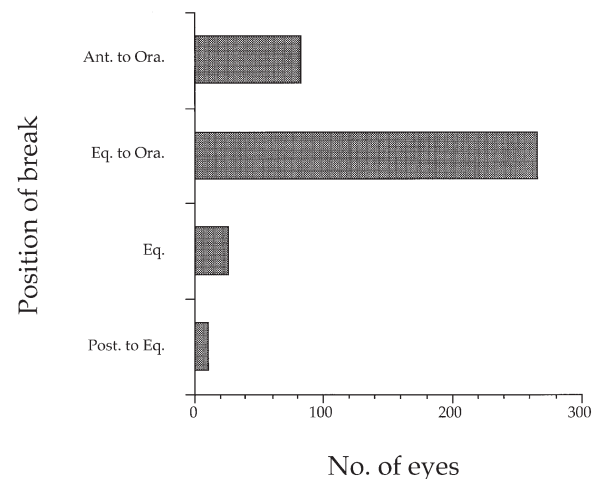 Ant. to Ora.
Eq. to Ora.
Eq.
Post. to Eq.
Position of break
0
100
200
300
No. of eyes